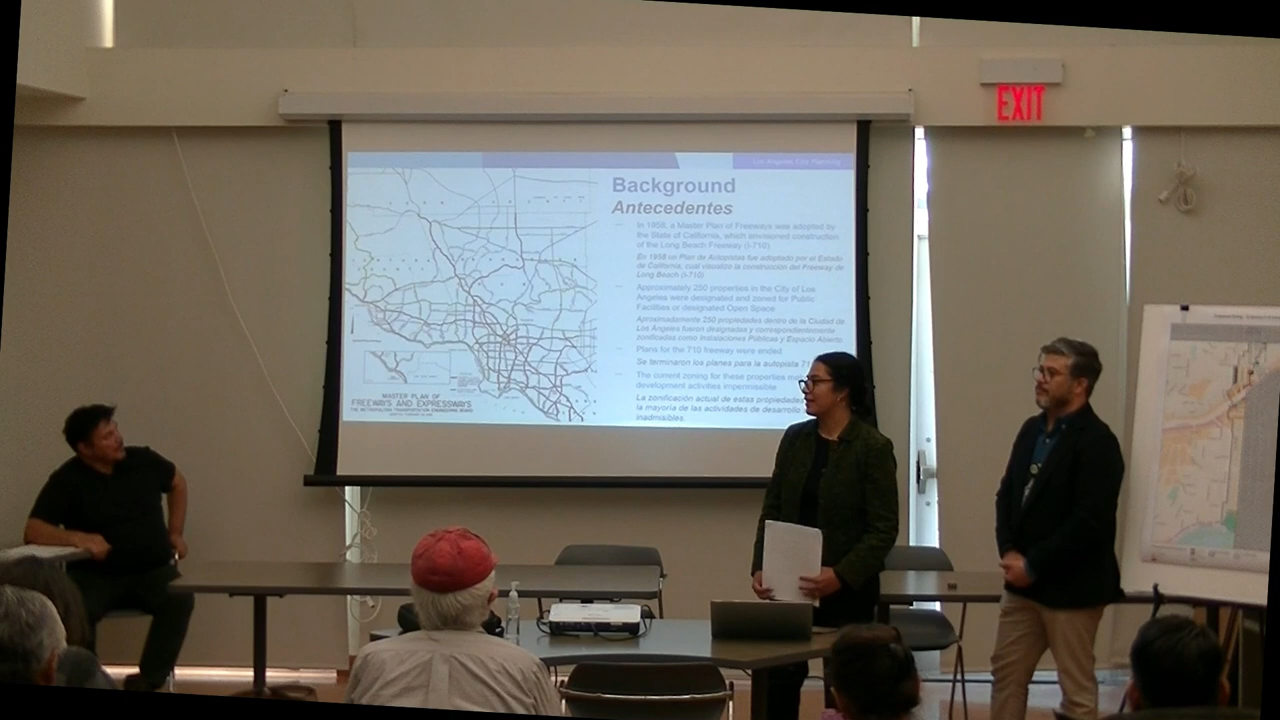 EXIT
Los Angeles City Planning
Background
Antecedentes
In 1958, a Master Plan of Freeways was adopted by
the State of California, which envisioned construction
of the Long Beach Freeway (I-710)
En 1958 un Plan de Autopistas fue adoptado por el Estado
de California, cual visualizo la construcción del Freeway de
Long Beach (I-710)
Approximately 250 properties in the City of Los
Angeles were designated and zoned for Public
Facilities or designated Open Space
Aproximadamente 250 propiedades dentro de la Ciudad de
Los Ángeles fueron designadas y correspondientemente
zonificadas como Instalaciones Públicas y Espacio Abierto
Plans for the 710 freeway were ended
Se terminaron los planes para la autopista 71
The current zoning for these properties
development activities impermissible
La zonificación actual de estas propiedades
la mayoría de las actividades de desarrollo
inadmisibles.
MASTER PLAN OF
FREEWAYS AND EXPRESSWAYS
THE METROPOLITAN TRANSPORTATION ENGINEERING BOARD